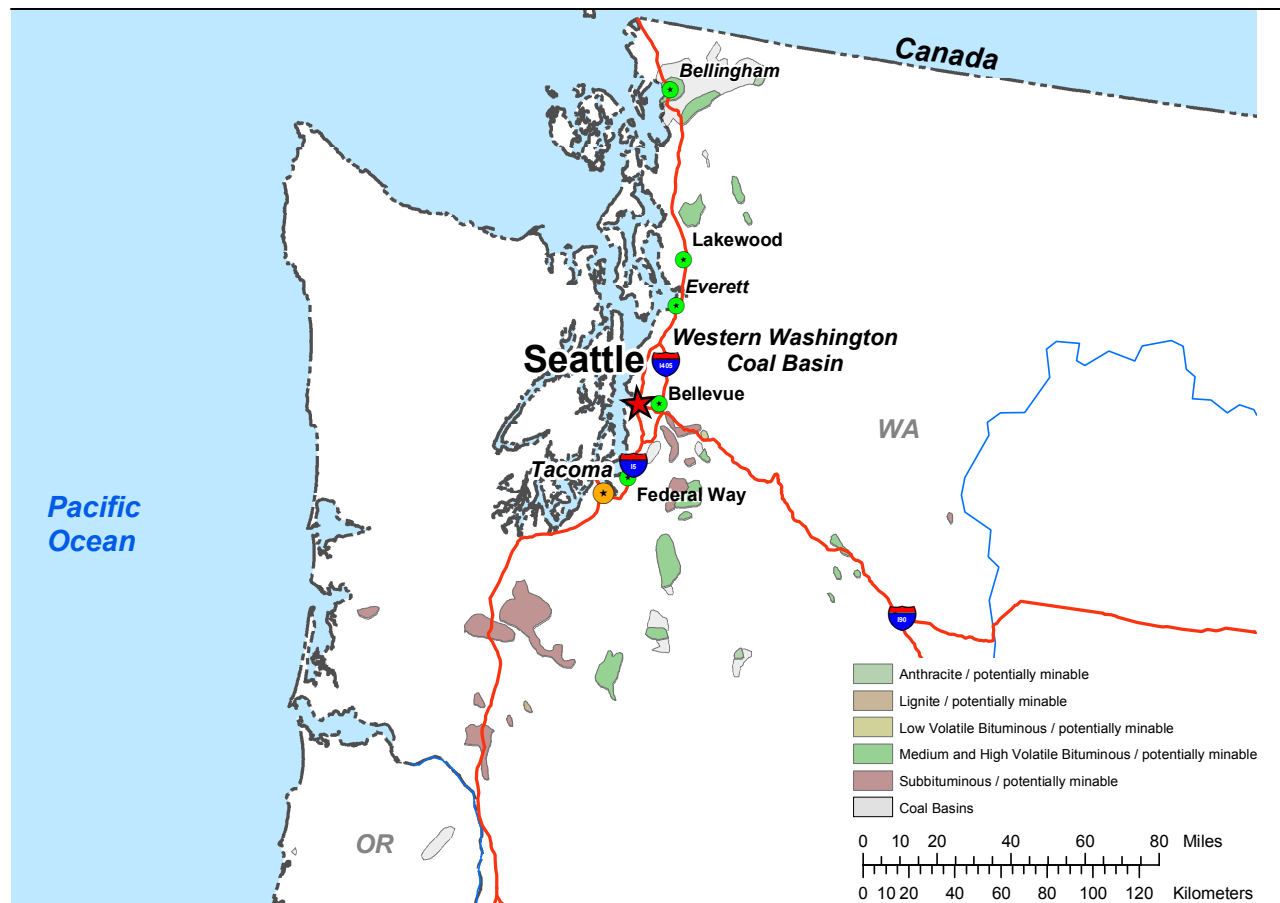 Canada
Bellingham
Lakewood
Everett
Western Washington
Coal Basin
Seattle
I405
Bellevue
WA
Tacoma
I5
Federal Way
Pacific
Ocean
I90
Anthracite / potentially minable
Lignite / potentially minable
Low Volatile Bituminous / potentially minable
Medium and High Volatile Bituminous / potentially minable
Subbituminous / potentially minable
Coal Basins
OR
0 10 20 40 60 80 Miles
0 10 20 40 60 80 100 120 Kilometers